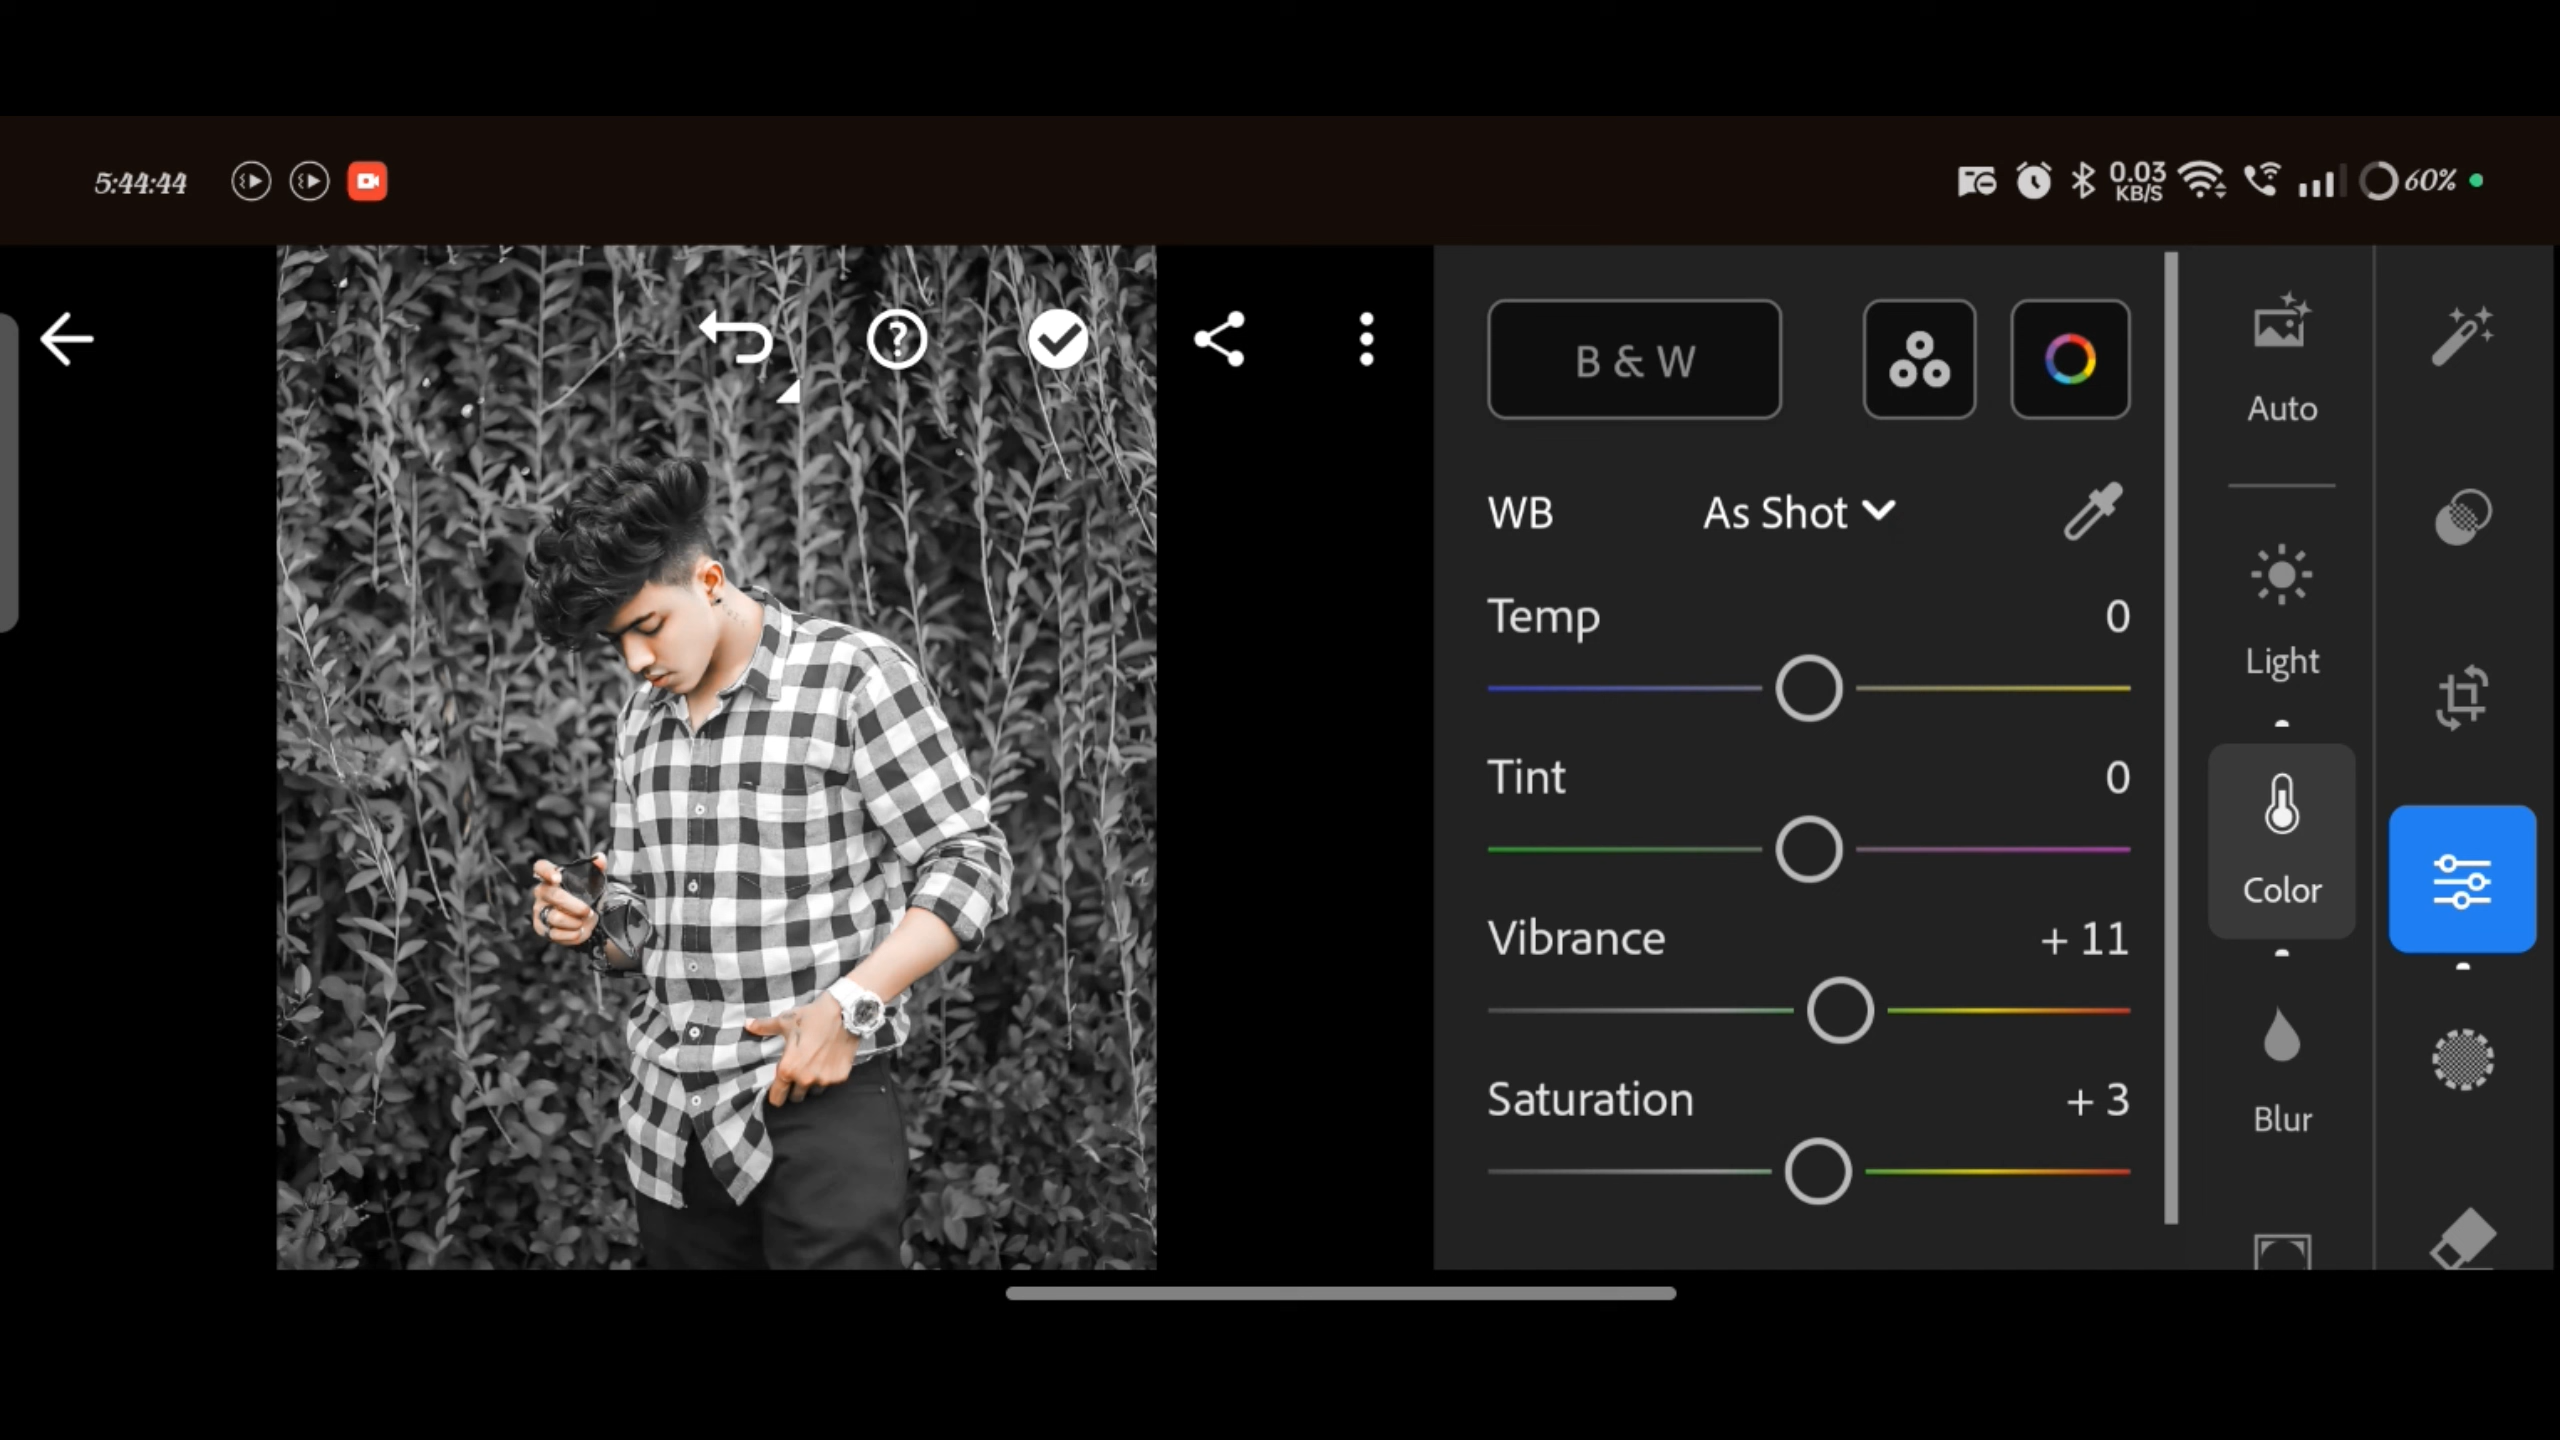 5:44:44
0.03
KB/S
60%
B & W
WB As Shot
Temp 0
Tint 0
Vibrance + 11
Saturation + 3
Auto
Light
Color
Blur